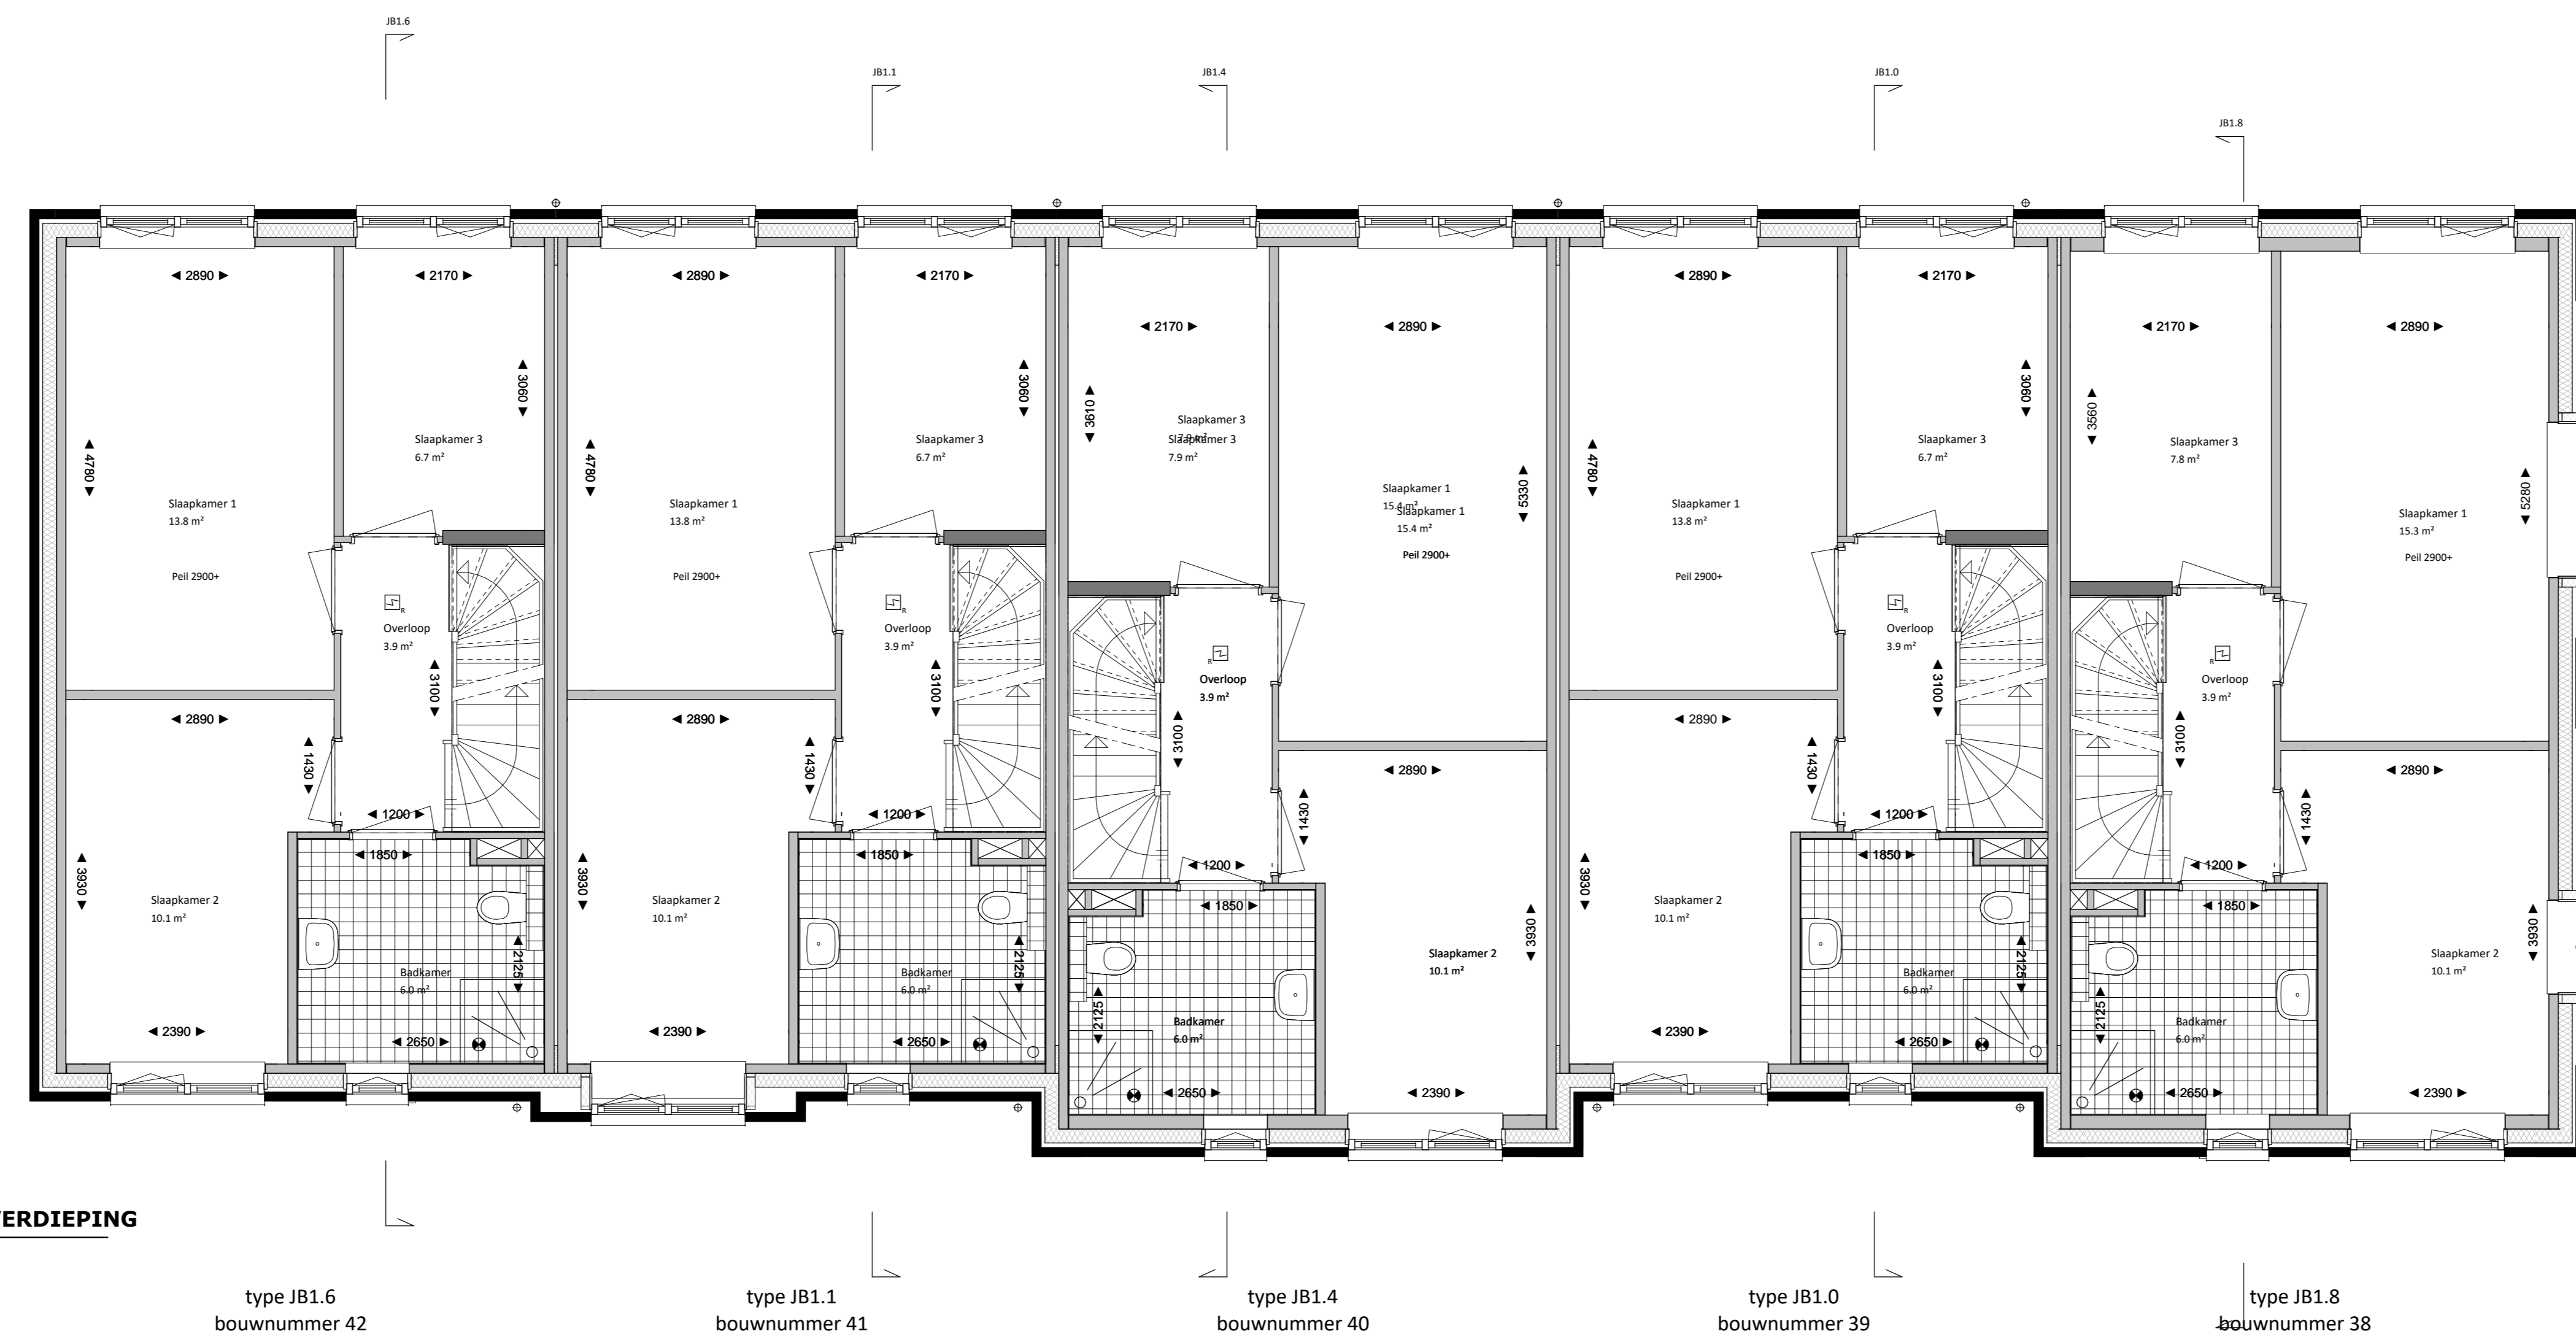 JB1.6
JB1.1
JB1.4
JB1.0
JB1.8
◄ 2890 ►
◄ 2170 ►
◄ 3060 ►
◄ 4780 ►
Slaapkamer 3
6.7 m²
Slaapkamer 1
13.8 m²
Peil 2900+
R
Overloop
3.9 m²
◄ 3100 ►
◄ 2890 ►
◄ 1430 ►
◄ 1200 ►
◄ 1850 ►
◄ 3930 ►
Slaapkamer 2
10.1 m²
◄ 2125 ►
Badkamer
6.0 m²
◄ 2390 ►
◄ 2650 ►
◄ 2890 ►
◄ 2170 ►
◄ 3060 ►
◄ 4780 ►
Slaapkamer 3
6.7 m²
Slaapkamer 1
13.8 m²
Peil 2900+
R
Overloop
3.9 m²
◄ 3100 ►
◄ 2890 ►
◄ 1430 ►
◄ 1200 ►
◄ 1850 ►
◄ 3930 ►
Slaapkamer 2
10.1 m²
◄ 2125 ►
Badkamer
6.0 m²
◄ 2390 ►
◄ 2650 ►
◄ 2170 ►
◄ 2890 ►
◄ 3610 ►
Slaapkamer 3
7.9 m²
Slaapkamer 3
7.9 m²
◄ 5330 ►
Slaapkamer 1
15.4 m²
Slaapkamer 1
15.4 m²
Peil 2900+
R
Overloop
3.9 m²
◄ 3100 ►
◄ 2890 ►
◄ 1430 ►
◄ 1200 ►
◄ 1850 ►
◄ 3930 ►
Slaapkamer 2
10.1 m²
◄ 2125 ►
Badkamer
6.0 m²
◄ 2650 ►
◄ 2390 ►
◄ 2890 ►
◄ 2170 ►
◄ 3060 ►
◄ 4780 ►
Slaapkamer 3
6.7 m²
Slaapkamer 1
13.8 m²
Peil 2900+
R
Overloop
3.9 m²
◄ 3100 ►
◄ 2890 ►
◄ 1430 ►
◄ 1200 ►
◄ 1850 ►
◄ 3930 ►
Slaapkamer 2
10.1 m²
◄ 2125 ►
Badkamer
6.0 m²
◄ 2390 ►
◄ 2650 ►
◄ 2170 ►
◄ 2890 ►
◄ 3560 ►
Slaapkamer 3
7.8 m²
◄ 5280 ►
Slaapkamer 1
15.3 m²
Peil 2900+
R
Overloop
3.9 m²
◄ 3100 ►
◄ 2890 ►
◄ 1430 ►
◄ 1200 ►
◄ 1850 ►
◄ 3930 ►
Slaapkamer 2
10.1 m²
◄ 2125 ►
Badkamer
6.0 m²
◄ 2650 ►
◄ 2390 ►
VERDIEPING
type JB1.6
bouwnummer 42
type JB1.1
bouwnummer 41
type JB1.4
bouwnummer 40
type JB1.0
bouwnummer 39
type JB1.8
bouwnummer 38